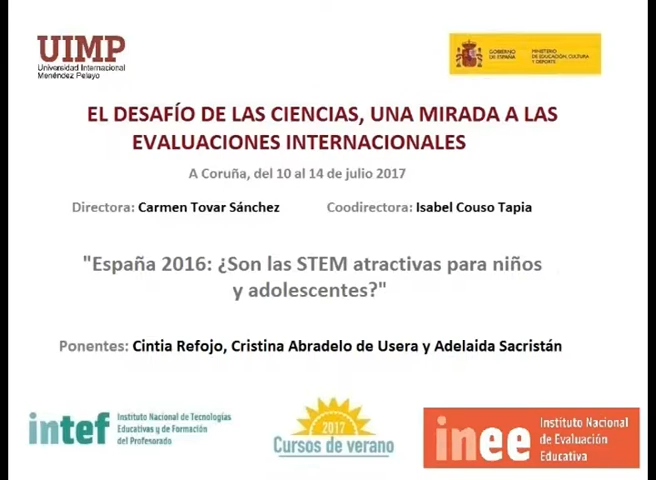 UIMP
Universidad Internacional
Menéndez Pelayo
GOBIERNO
DE ESPAÑA
MINISTERIO
DE EDUCACIÓN, CULTURA
Y DEPORTE
EL DESAFÍO DE LAS CIENCIAS, UNA MIRADA A LAS
EVALUACIONES INTERNACIONALES
A Coruña, del 10 al 14 de julio 2017
Directora: Carmen Tovar Sánchez
Coodirectora: Isabel Couso Tapia
"España 2016: ¿Son las STEM atractivas para niños
y adolescentes?"
Ponentes: Cintia Refojo, Cristina Abradelo de Usera y Adelaida Sacristán
intef
Instituto Nacional de Tecnologías
Educativas y de Formación
del Profesorado
2017
Cursos de verano
inee
Instituto Nacional
de Evaluación
Educativa